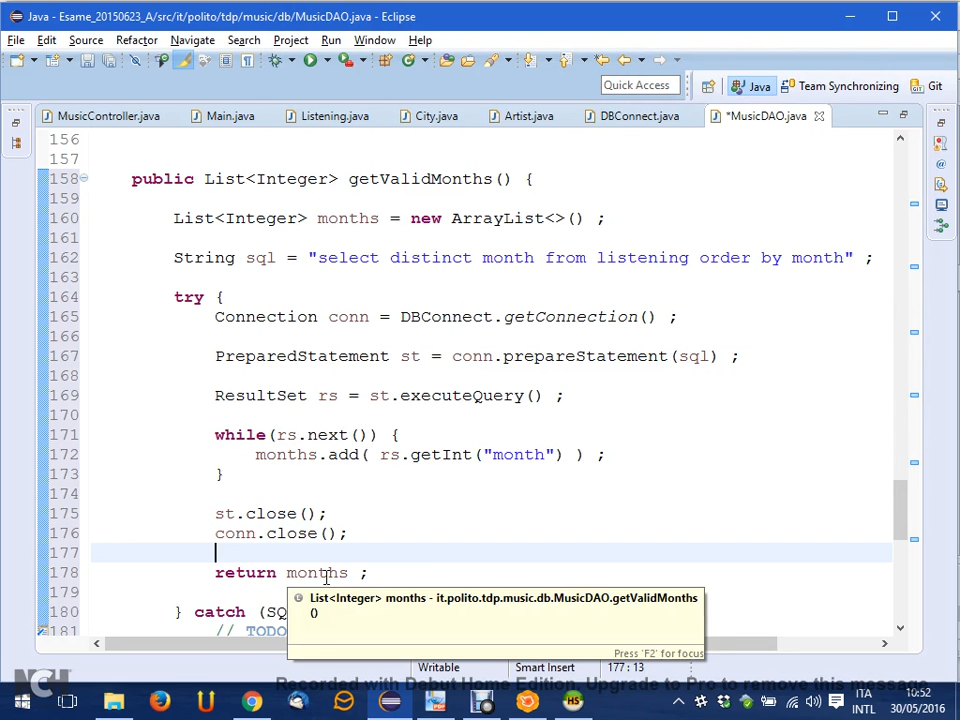 Java - Esame_20150623_A/src/it/polito/tdp/music/db/MusicDAO.java - Eclipse
File Edit Source Refactor Navigate Search Project Run Window Help
Quick Access
Java
Team Synchronizing
Git
MusicController.java
Main.java
Listening.java
City.java
Artist.java
DBConnect.java
*MusicDAO.java
156
157
158 public List<Integer> getValidMonths() {
159
160 List<Integer> months = new ArrayList<>() ;
161
162 String sql = "select distinct month from listening order by month" ;
163
164 try {
165 Connection conn = DBConnect.getConnection() ;
166
167 PreparedStatement st = conn.prepareStatement(sql) ;
168
169 ResultSet rs = st.executeQuery() ;
170
171 while(rs.next()) {
172 months.add( rs.getInt("month") ) ;
173 }
174
175 st.close();
176 conn.close();
177
178 return months ;
179
180 } catch (SQ
181 // TODO
List<Integer> months - it.polito.tdp.music.db.MusicDAO.getValidMonths
()
Press 'F2' for focus
Writable
Smart Insert
177 : 13
NCH
Recorded with Debut Home Edition. Upgrade to Pro to remove this message
ITA
INTL
10:52
30/05/2016